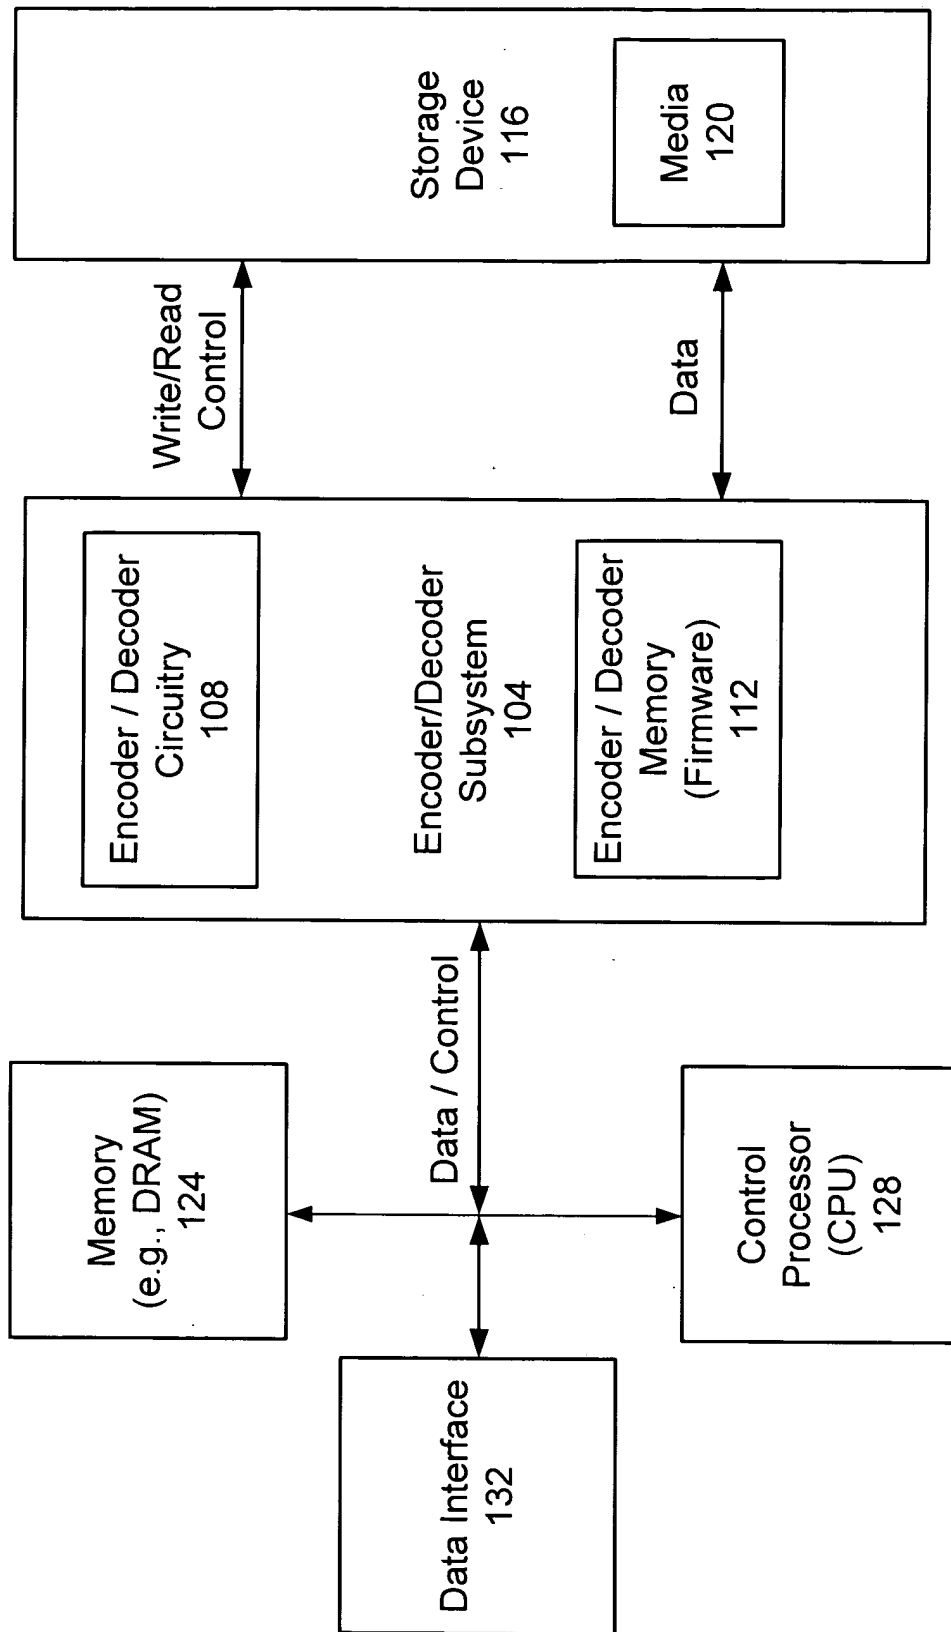 Memory
(e.g., DRAM)
124
Data Interface
132
Control
Processor
(CPU)
128
Data / Control
Encoder / Decoder
Circuitry
108
Encoder/Decoder
Subsystem
104
Encoder / Decoder
Memory
(Firmware)
112
Write/Read
Control
Data
Storage
Device
116
Media
120